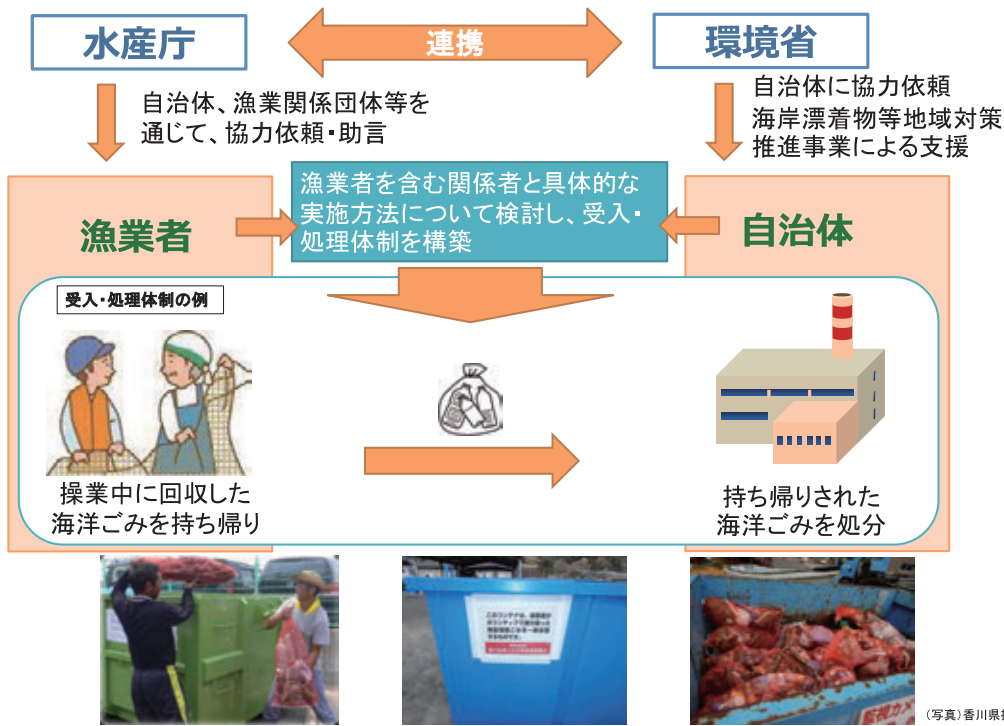 水産庁
連携
環境省
自治体、漁業関係団体等を
通じて、協力依頼・助言
自治体に協力依頼
海岸漂着物等地域対策
推進事業による支援
漁業者を含む関係者と具体的な
実施方法について検討し、受入・
処理体制を構築
漁業者
自治体
受入・処理体制の例
操業中に回収した
海洋ごみを持ち帰り
持ち帰りされた
海洋ごみを処分
(写真)香川県